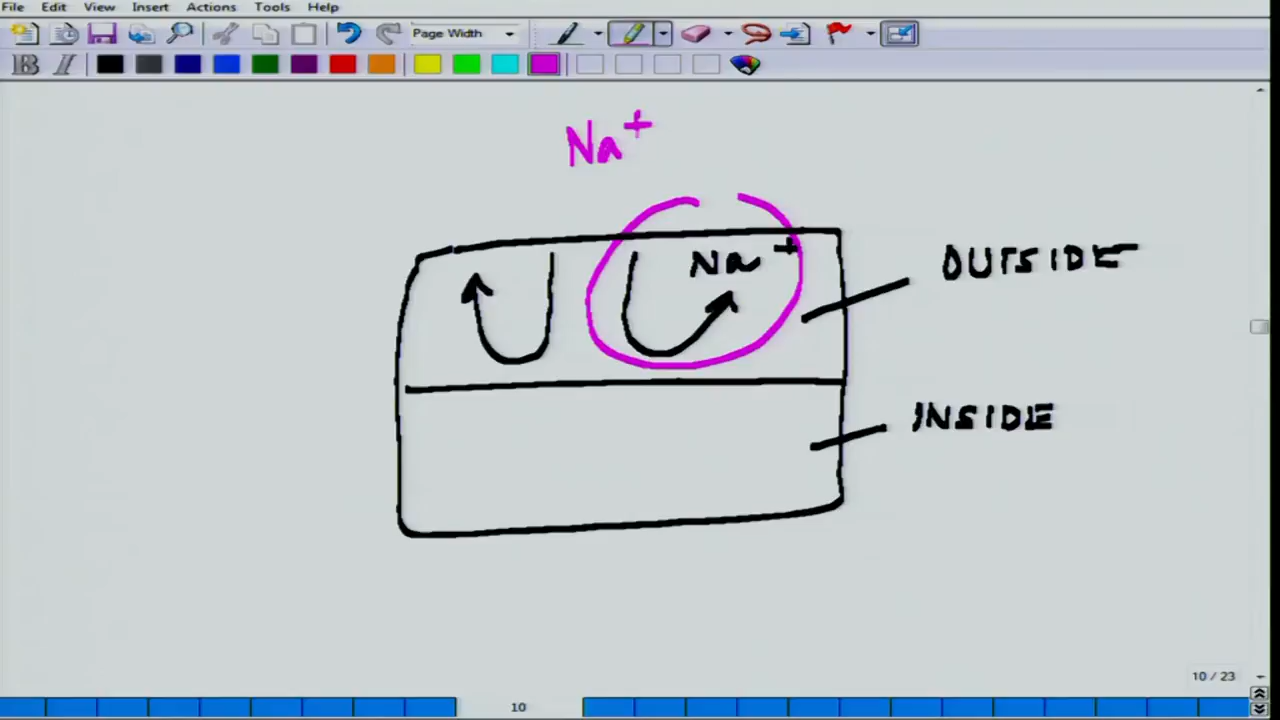 File Edit View Insert Actions Tools Help
Page Width
B I
Na+
Na+
OUTSIDE
INSIDE
10 / 23
10